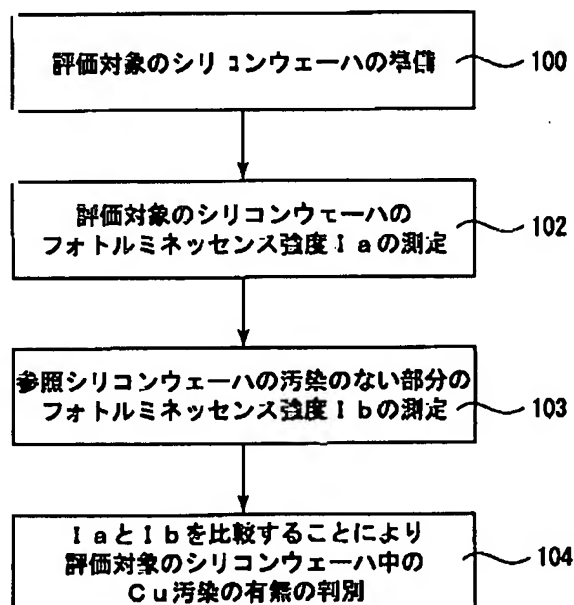 評価対象のシリコンウェーハの準備
100
評価対象のシリコンウェーハの
フォトルミネッセンス強度Iaの測定
102
参照シリコンウェーハの汚染のない部分の
フォトルミネッセンス強度Ibの測定
103
IaとIbを比較することにより
評価対象のシリコンウェーハ中の
Cu汚染の有無の判別
104